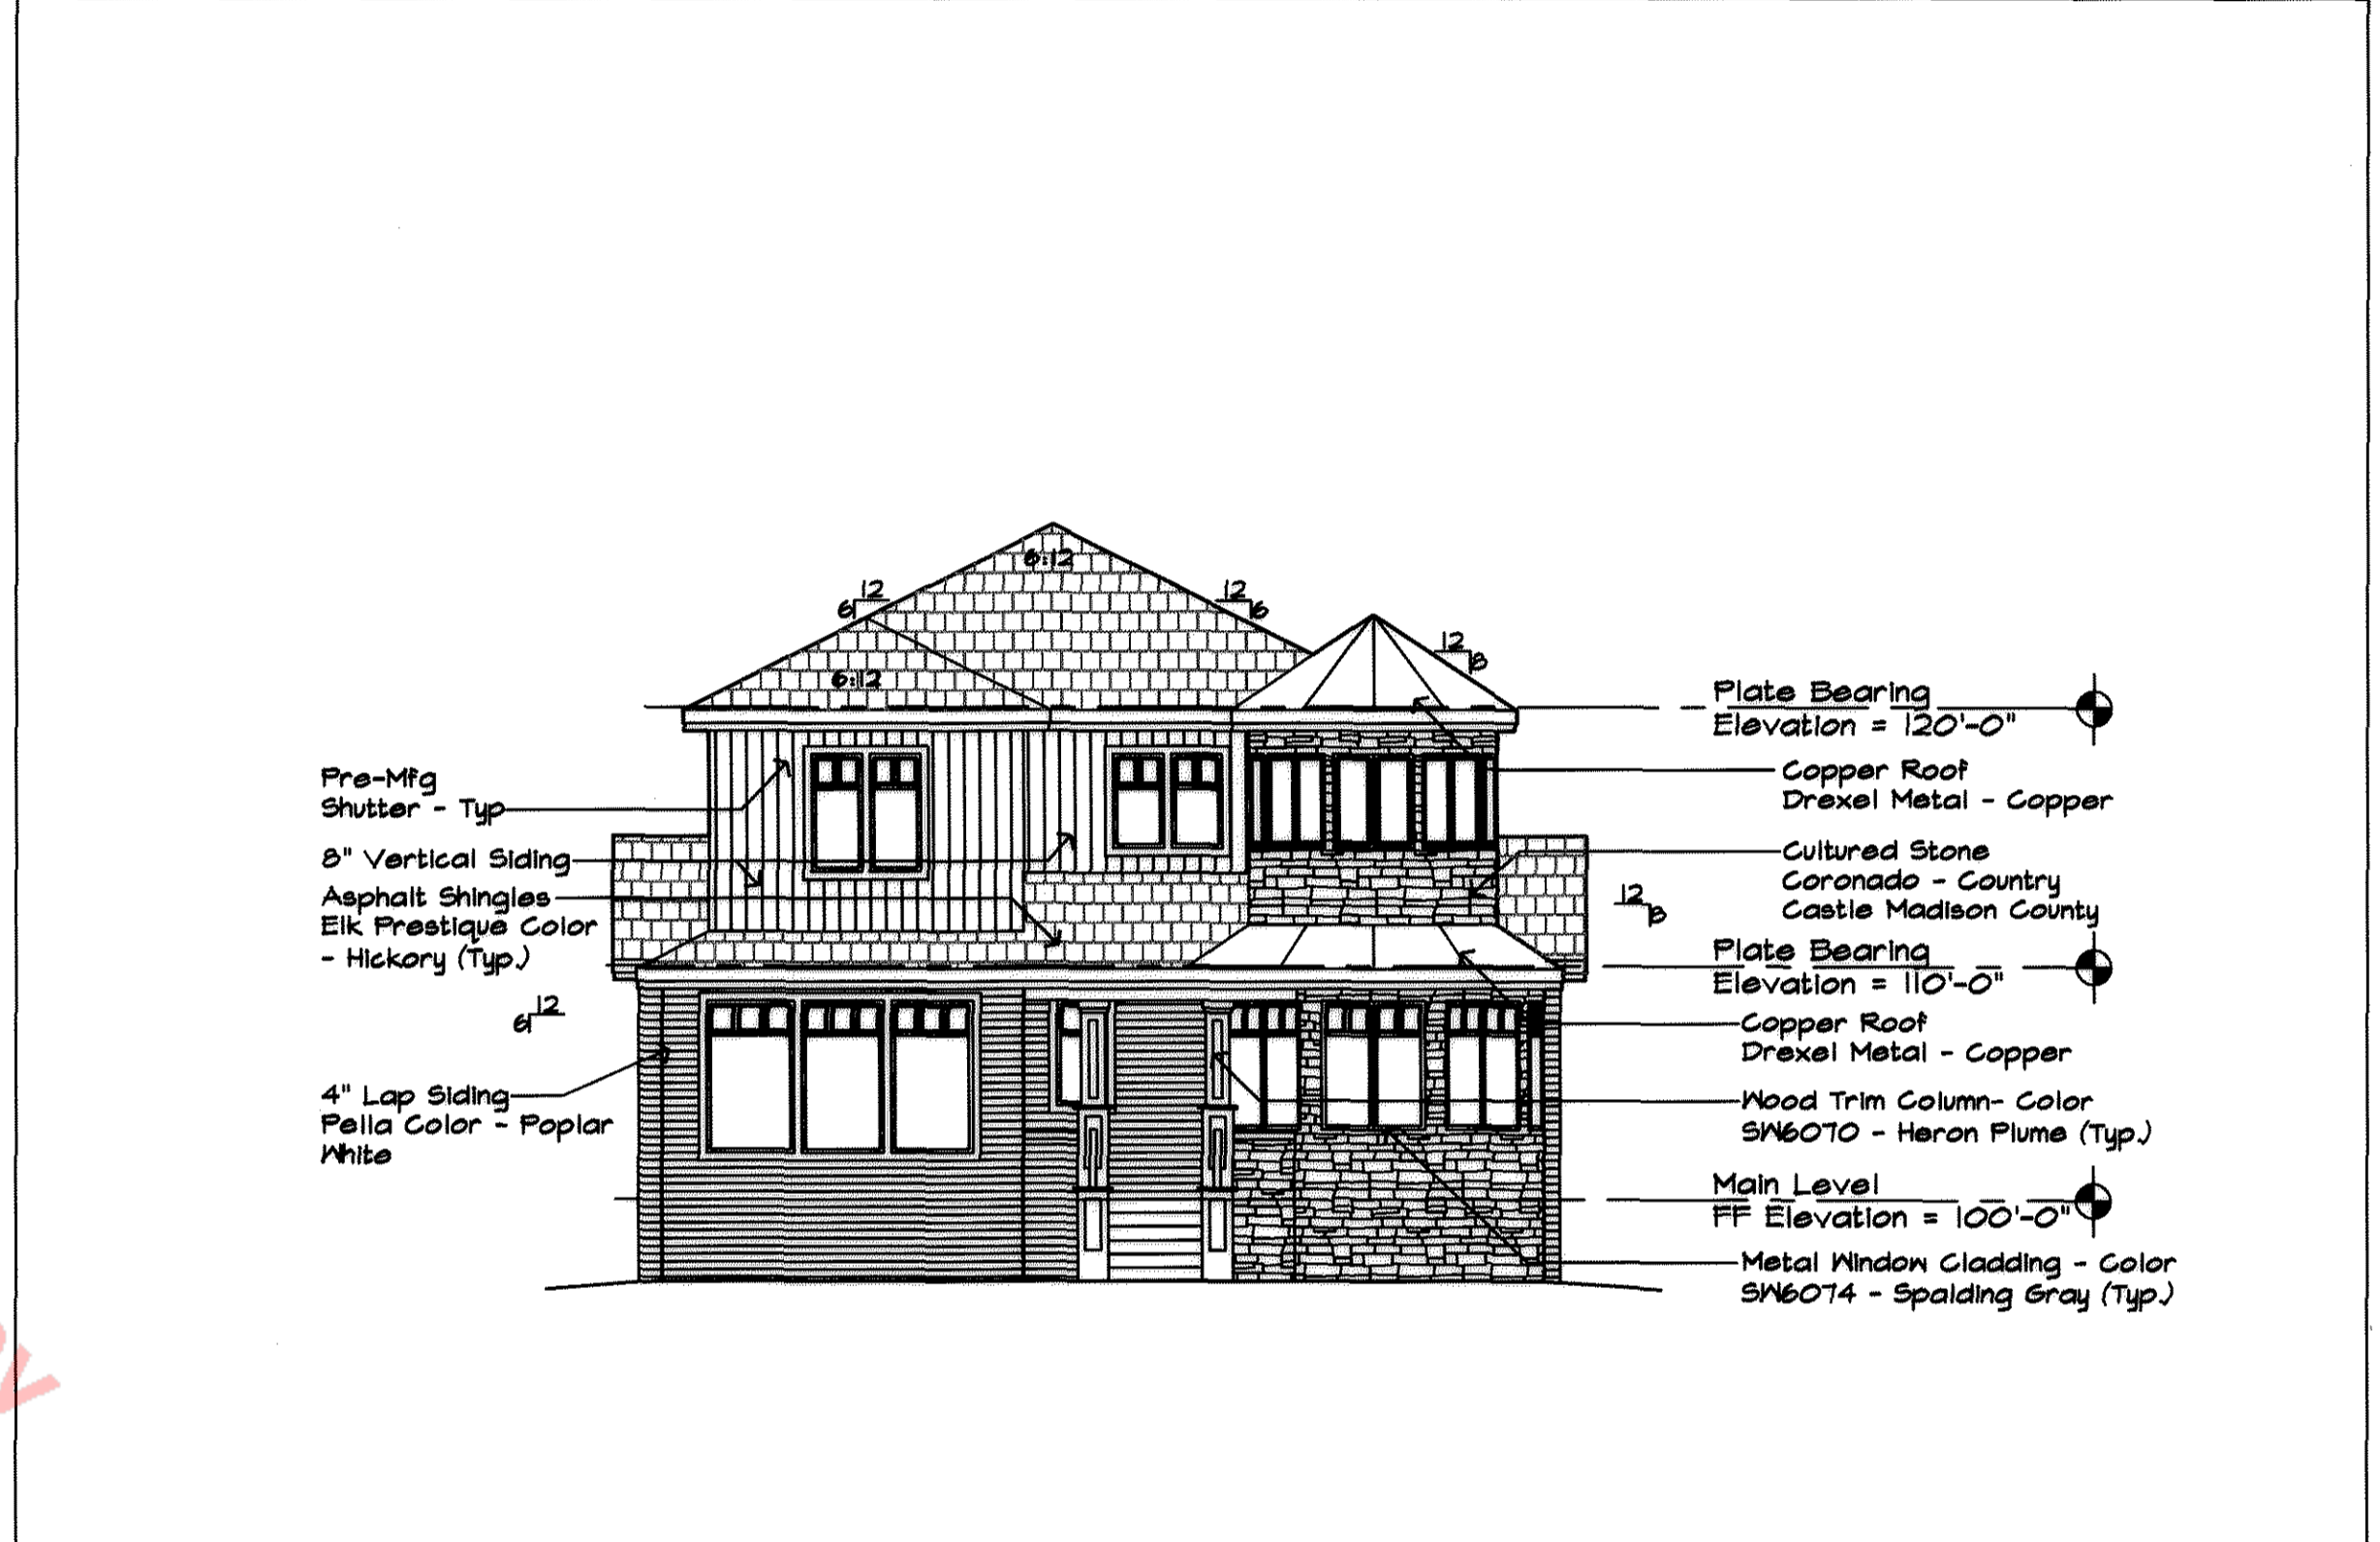 6:12
12
6
12
6
12
8
6:12
Plate Bearing
Elevation = 120'-0"
Pre-Mfg
Shutter - Typ
Copper Roof
Drexel Metal - Copper
8" Vertical Siding
Cultured Stone
Coronado - Country
Castle Madison County
Asphalt Shingles
Elk Prestique Color
- Hickory (Typ.)
12
8
Plate Bearing
Elevation = 110'-0"
12
6
Copper Roof
Drexel Metal - Copper
4" Lap Siding
Pella Color - Poplar
White
Wood Trim Column- Color
SW6070 - Heron Plume (Typ.)
Main Level
FF Elevation = 100'-0"
Metal Window Cladding - Color
SW6074 - Spalding Gray (Typ.)